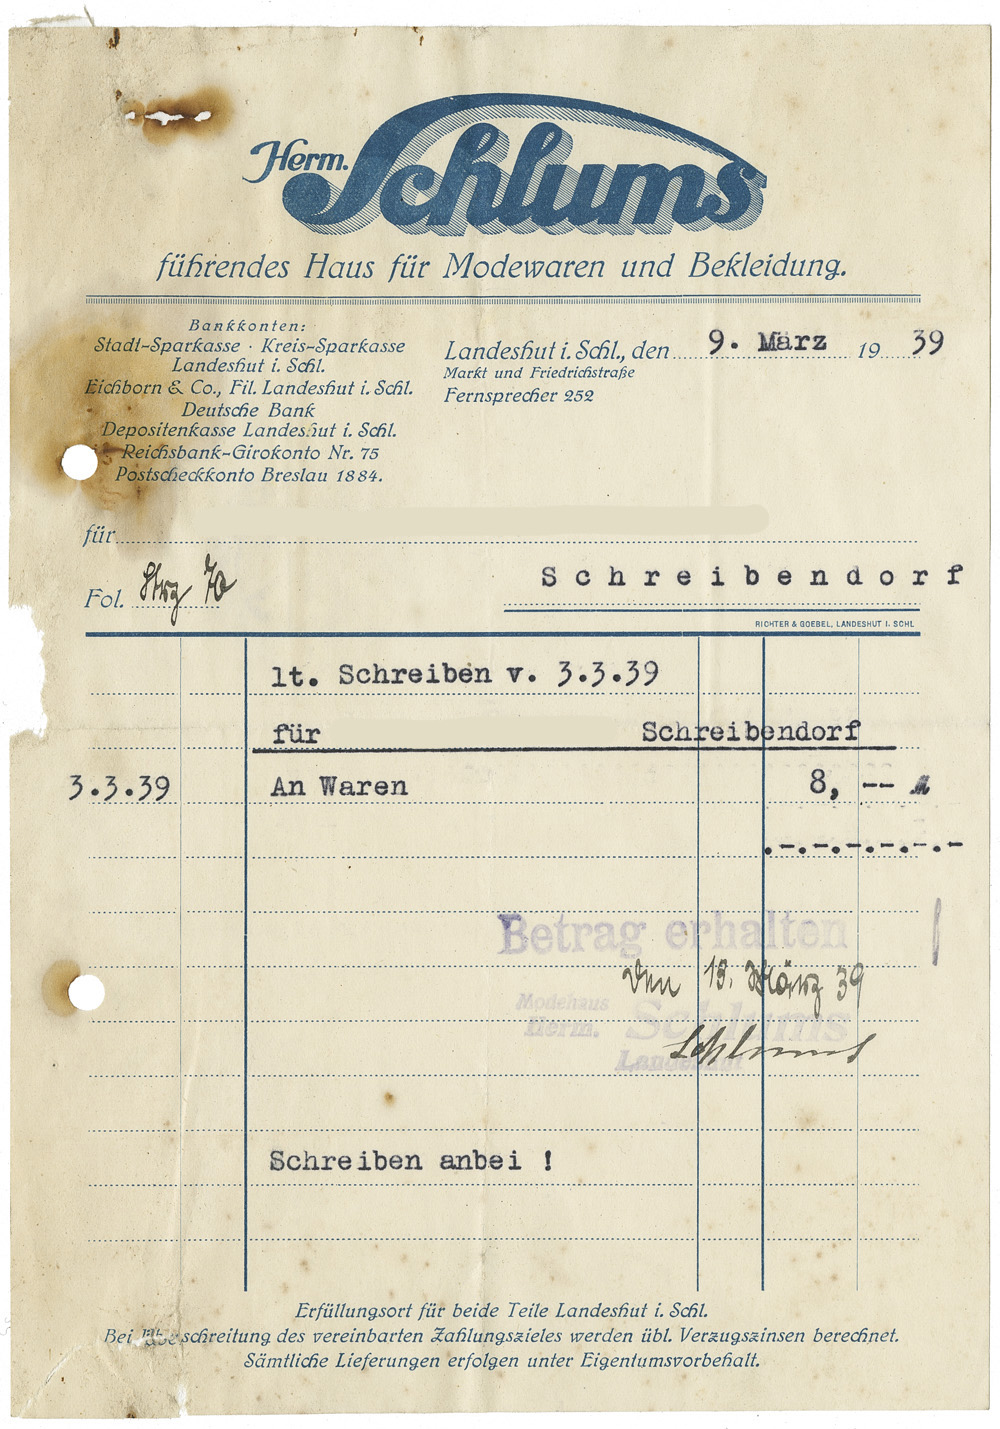 Herm. Schlums
führendes Haus für Modewaren und Bekleidung.
Bankkonten:
Stadt-Sparkasse · Kreis-Sparkasse
Landeshut i. Schl.
Eichborn & Co., Fil. Landeshut i. Schl.
Deutsche Bank
Depositenkasse Landeshut i. Schl.
Reichsbank-Girokonto Nr. 75
Postscheckkonto Breslau 1884.
Landeshut i. Schl., den 9. März 1939
Markt und Friedrichstraße
Fernsprecher 252
für
Fol. 70
Schreibendorf
RICHTER & GOEBEL, LANDESHUT I. SCHL
lt. Schreiben v. 3.3.39
für Schreibendorf
3.3.39 An Waren 8, --
.-.-.-.-.-.-
Betrag erhalten
den 13. März 39
Modehaus
Herm. Schlums
Landeshut
Schlums
Schreiben anbei !
Erfüllungsort für beide Teile Landeshut i. Schl.
Bei Überschreitung des vereinbarten Zahlungszieles werden übl. Verzugszinsen berechnet.
Sämtliche Lieferungen erfolgen unter Eigentumsvorbehalt.